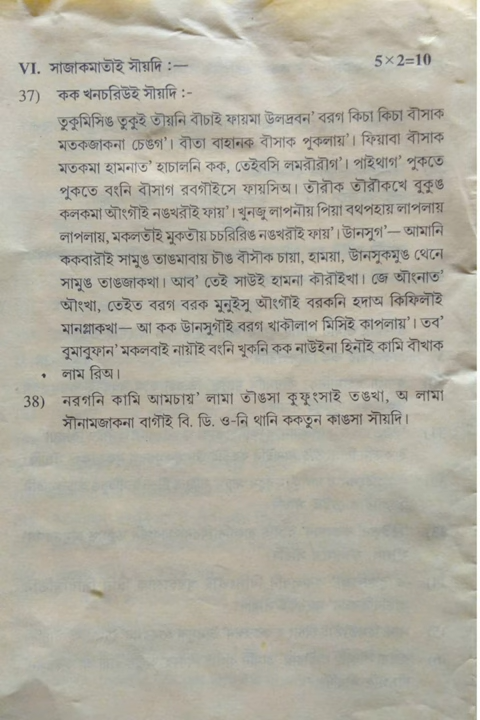 VI. সাজাকমাতাই সৗয়দি :— 5×2=10
37) কক খনচরিউই সৗয়দি :-
তুকুমিসিঙ তুকুই তীয়নি বীচাই ফায়মা উলদ্রবন' বরগ কিচা কিচা বীসাক
মতকজাকনা চেঙগ'। বীতা বাহানক বীসাক পুকলায়'। ফিয়াবা বীসাক
মতকমা হামনাত' হাচালনি কক, তেইবসি লমরীরীগ'। পাইথাগ' পুকতে
পুকতে বংনি বীসাগ রবগীইসে ফায়সিঅ। তীরীক তীরীকখে বুকুঙ
কলকমা ঔংগীই নঙখরীই ফায়'। খুনজু লাপনীয় পিয়া বথপহায় লাপলায়
লাপলায়, মকলতীই মুকতীয় চচরিরিঙ নঙখরীই ফায়'। উানসুগ'— আমানি
ককবারীই সামুঙ তাঙমাবায় চীঙ বীসীক চায়া, হাময়া, উানসুকমুঙ থেনে
সামুঙ তাঙজাকখা। আব' তেই সাউই হামনা কীরীইখা। জে ঔংনাত'
ঔংখা, তেইত বরগ বরক মুনুইসু ঔংগীই বরকনি হদাঅ কিফিলীই
মানগ্লাকখা— আ কক উানসুগীই বরগ খাকীলাপ মিসিই কাপলায়'। তব'
বুমাবুফান' মকলবাই নায়ীই বংনি খুকনি কক নাউইনা হিনীই কামি বীখাক
লাম রিঅ।
38) নরগনি কামি আমচায়' লামা তীঙসা কুফুংসাই তঙখা, অ লামা
সীনামজাকনা বাগীই বি. ডি. ও-নি থানি ককতুন কাঙসা সীয়দি।